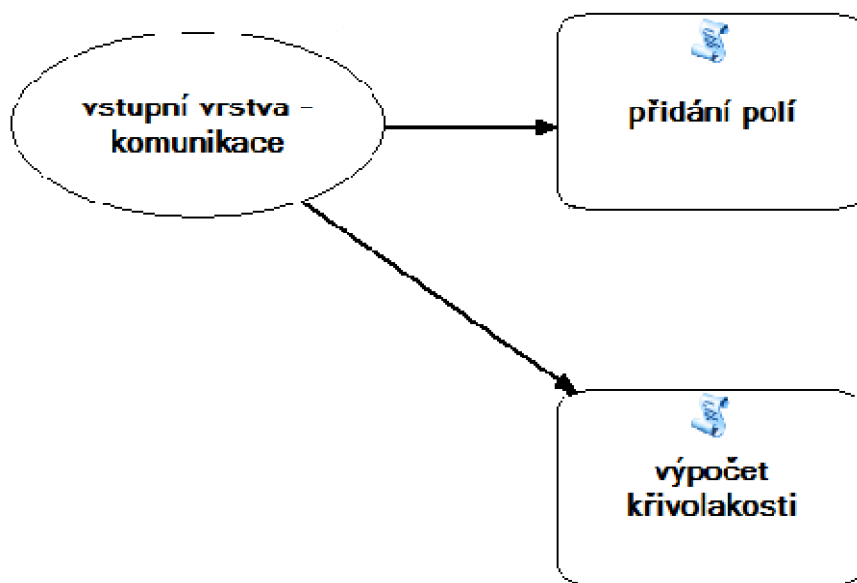 vstupní vrstva -
komunikace
přidání polí
výpočet
křivolakosti